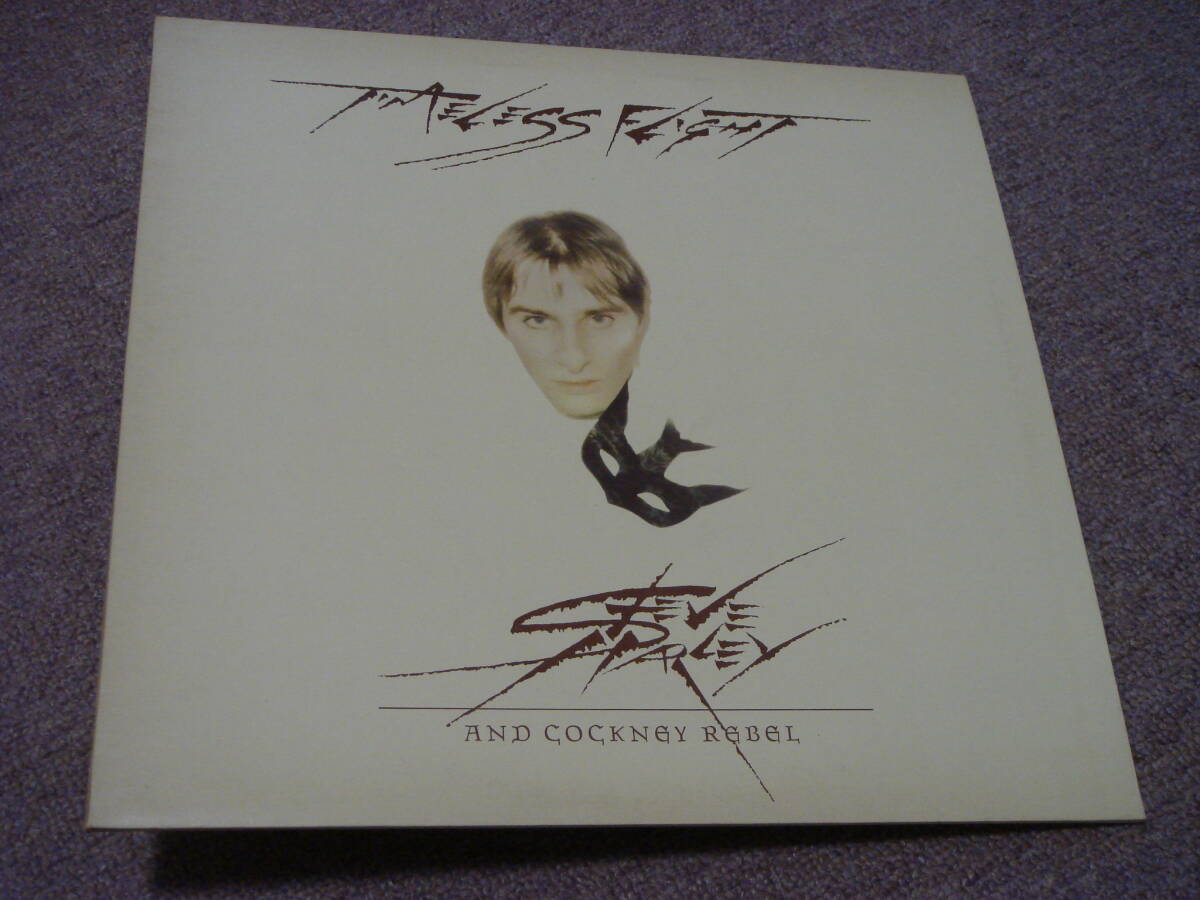 TIMELESS FLIGHT
STEVE
HARLEY
AND COCKNEY REBEL